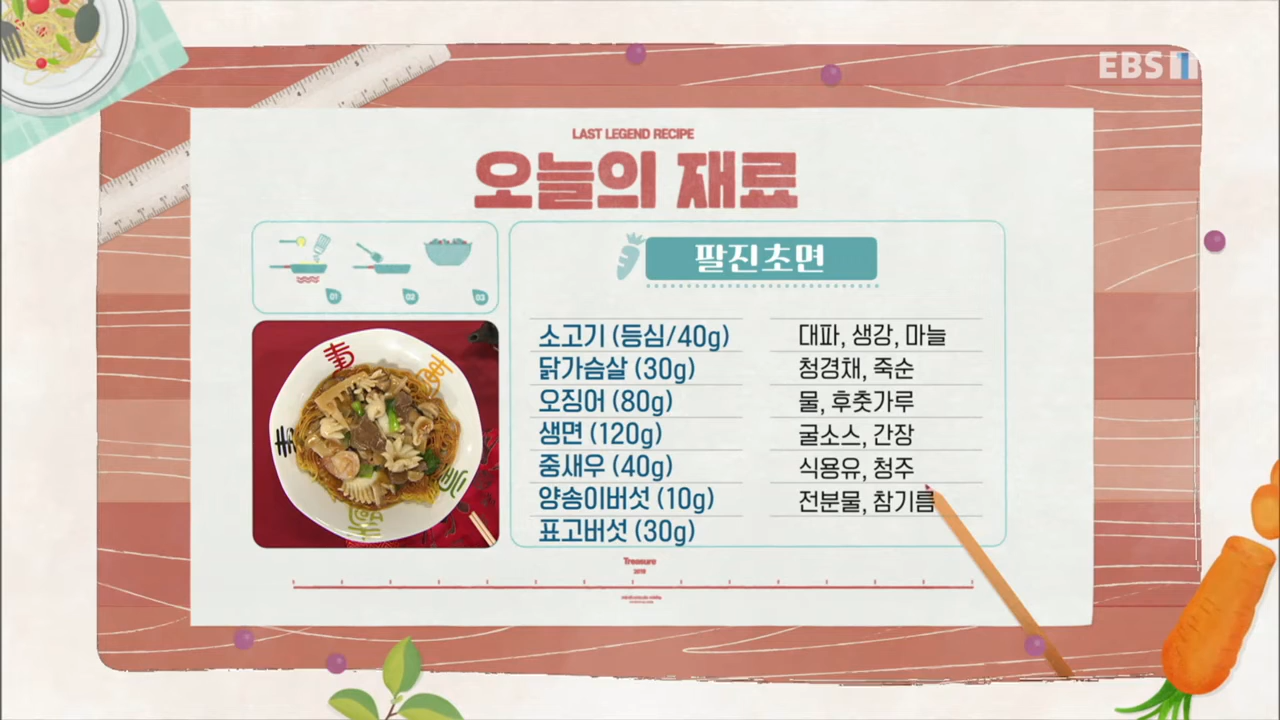 EBS 1
LAST LEGEND RECIPE
오늘의 재료
01
02
03
팔진초면
소고기 (등심/40g)
닭가슴살 (30g)
오징어 (80g)
생면 (120g)
중새우 (40g)
양송이버섯 (10g)
표고버섯 (30g)
대파, 생강, 마늘
청경채, 죽순
물, 후춧가루
굴소스, 간장
식용유, 청주
전분물, 참기름
Treasure